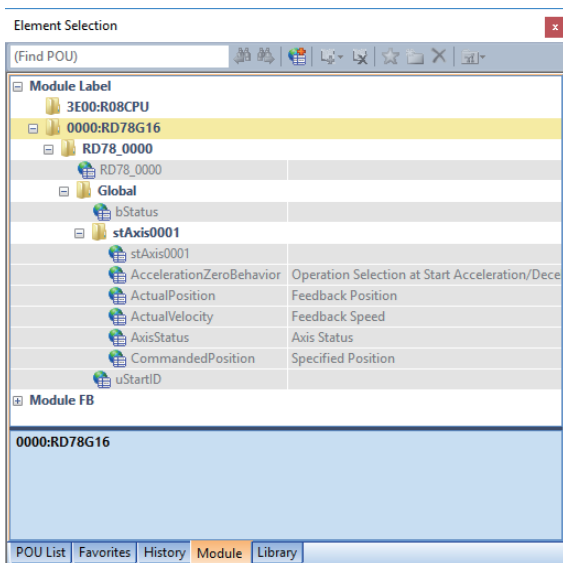 Element Selection
x
(Find POU)
Module Label
3E00:R08CPU
0000:RD78G16
RD78_0000
RD78_0000
Global
bStatus
stAxis0001
stAxis0001
AccelerationZeroBehavior Operation Selection at Start Acceleration/Dece
ActualPosition Feedback Position
ActualVelocity Feedback Speed
AxisStatus Axis Status
CommandedPosition Specified Position
uStartID
Module FB
0000:RD78G16
POU List Favorites History Module Library